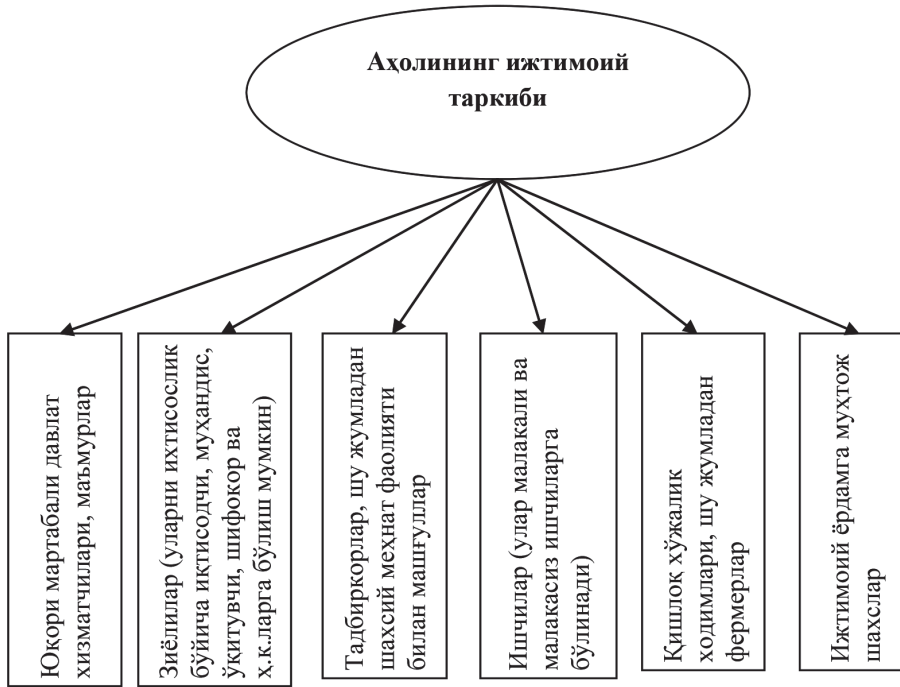 Аҳолининг ижтимоий
таркиби
Юқори мартабали давлат
хизматчилари, маъмурлар
Зиёлилар (уларни ихтисослик
бўйича иқтисодчи, муҳандис,
ўқитувчи, шифокор ва
ҳ.к.ларга бўлиш мумкин)
Тадбиркорлар, шу жумладан
шахсий меҳнат фаолияти
билан машғуллар
Ишчилар (улар малакали ва
малакасиз ишчиларга
бўлинади)
Қишлоқ хўжалик
ходимлари, шу жумладан
фермерлар
Ижтимоий ёрдамга муҳтож
шахслар